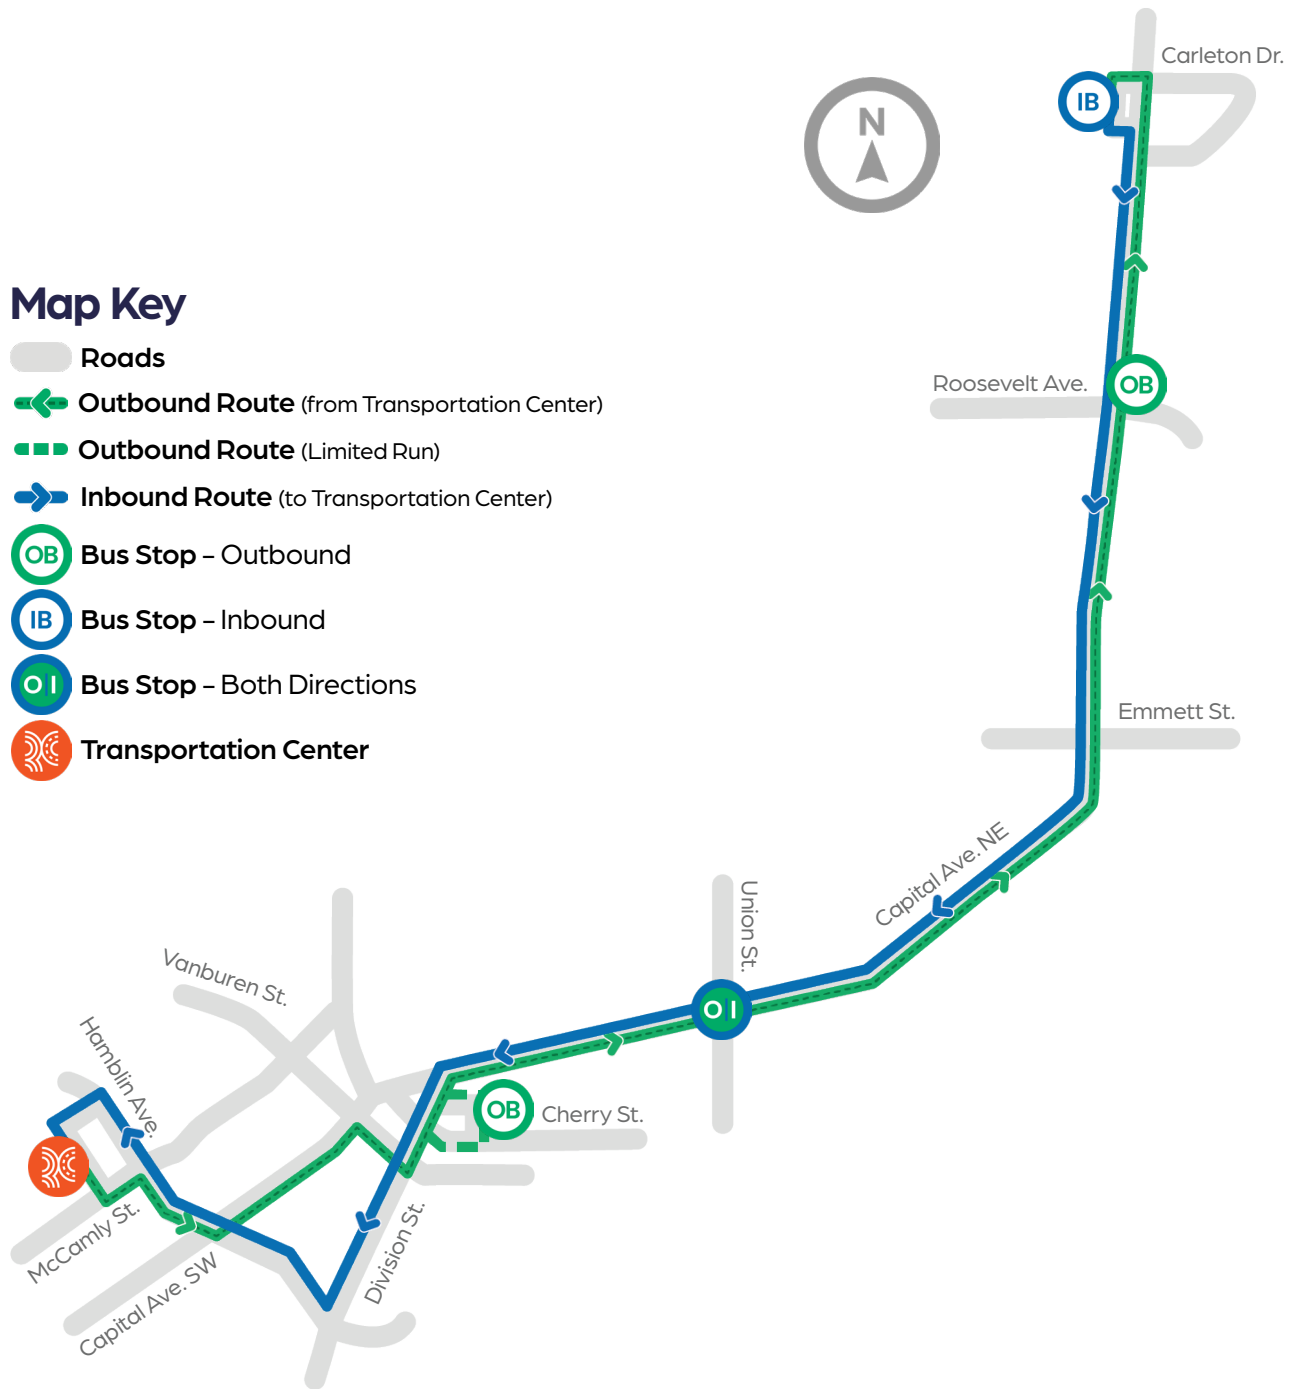 Carleton Dr.
IB
N
Map Key
Roads
Roosevelt Ave.
OB
Outbound Route (from Transportation Center)
Outbound Route (Limited Run)
Inbound Route (to Transportation Center)
OB Bus Stop - Outbound
IB Bus Stop - Inbound
O|I Bus Stop - Both Directions
Emmett St.
Transportation Center
Capital Ave. NE
Union St.
Vanburen St.
O|I
Hamblin Ave.
OB
Cherry St.
McCamly St.
Division St.
Capital Ave. SW